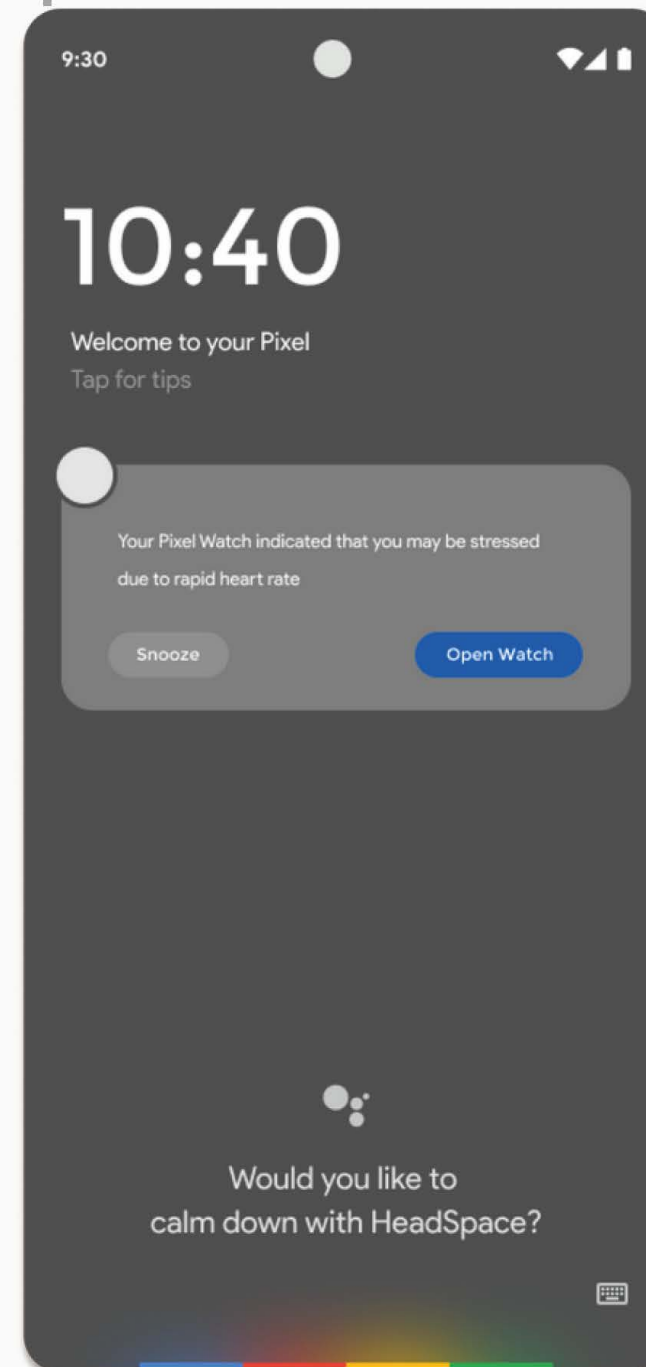 9:30
10:40
Welcome to your Pixel
Tap for tips
Your Pixel Watch indicated that you may be stressed
due to rapid heart rate
Snooze
Open Watch
Would you like to
calm down with HeadSpace?